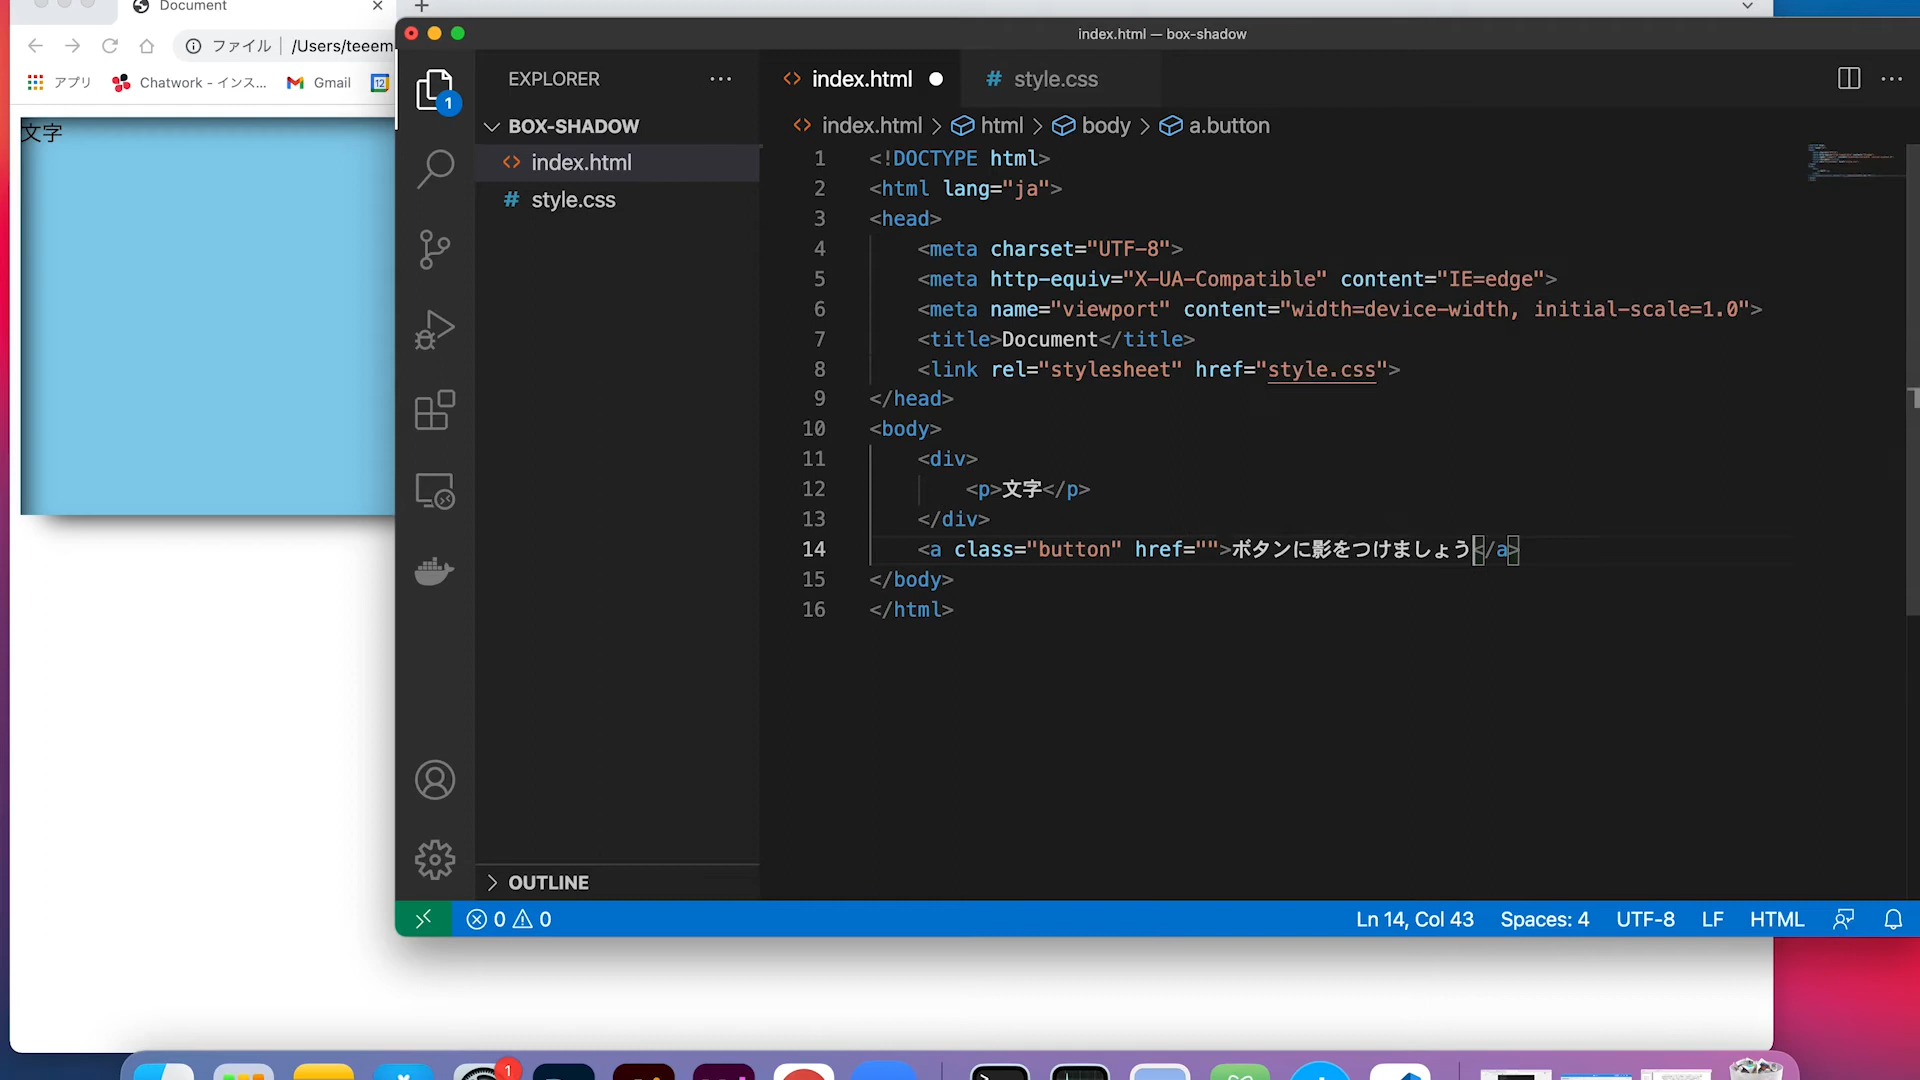 Document
ファイル
/Users/teeem
アプリ
Chatwork - インス...
Gmail
12
文字
index.html — box-shadow
EXPLORER
BOX-SHADOW
index.html
style.css
OUTLINE
1
index.html
style.css
index.html > html > body > a.button
1 <!DOCTYPE html>
2 <html lang="ja">
3 <head>
4 <meta charset="UTF-8">
5 <meta http-equiv="X-UA-Compatible" content="IE=edge">
6 <meta name="viewport" content="width=device-width, initial-scale=1.0">
7 <title>Document</title>
8 <link rel="stylesheet" href="style.css">
9 </head>
10 <body>
11 <div>
12 <p>文字</p>
13 </div>
14 <a class="button" href="">ボタンに影をつけましょう</a>
15 </body>
16 </html>
0 0
Ln 14, Col 43
Spaces: 4
UTF-8
LF
HTML
1